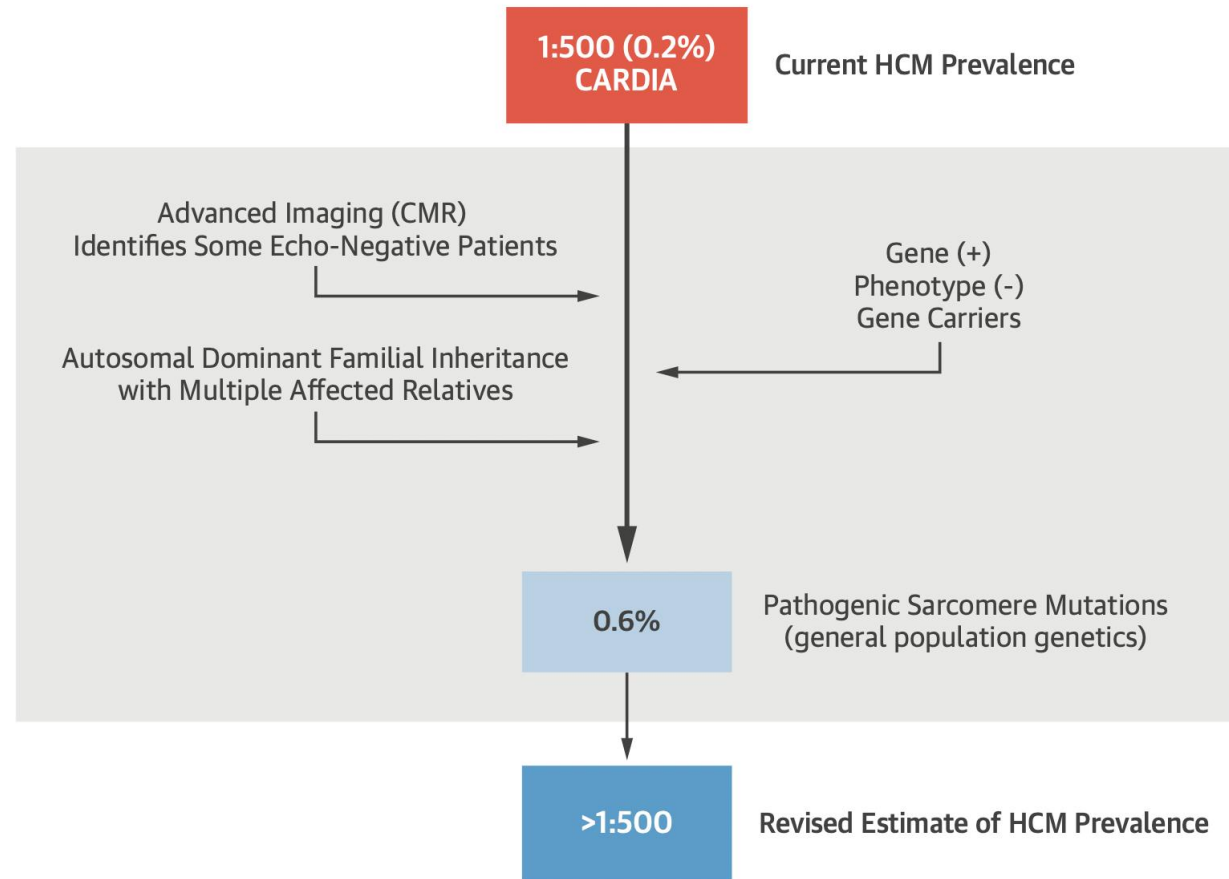 1:500 (0.2%)
CARDIA
Current HCM Prevalence
Advanced Imaging (CMR)
Identifies Some Echo-Negative Patients
Gene (+)
Phenotype (-)
Gene Carriers
Autosomal Dominant Familial Inheritance
with Multiple Affected Relatives
0.6%
Pathogenic Sarcomere Mutations
(general population genetics)
>1:500
Revised Estimate of HCM Prevalence